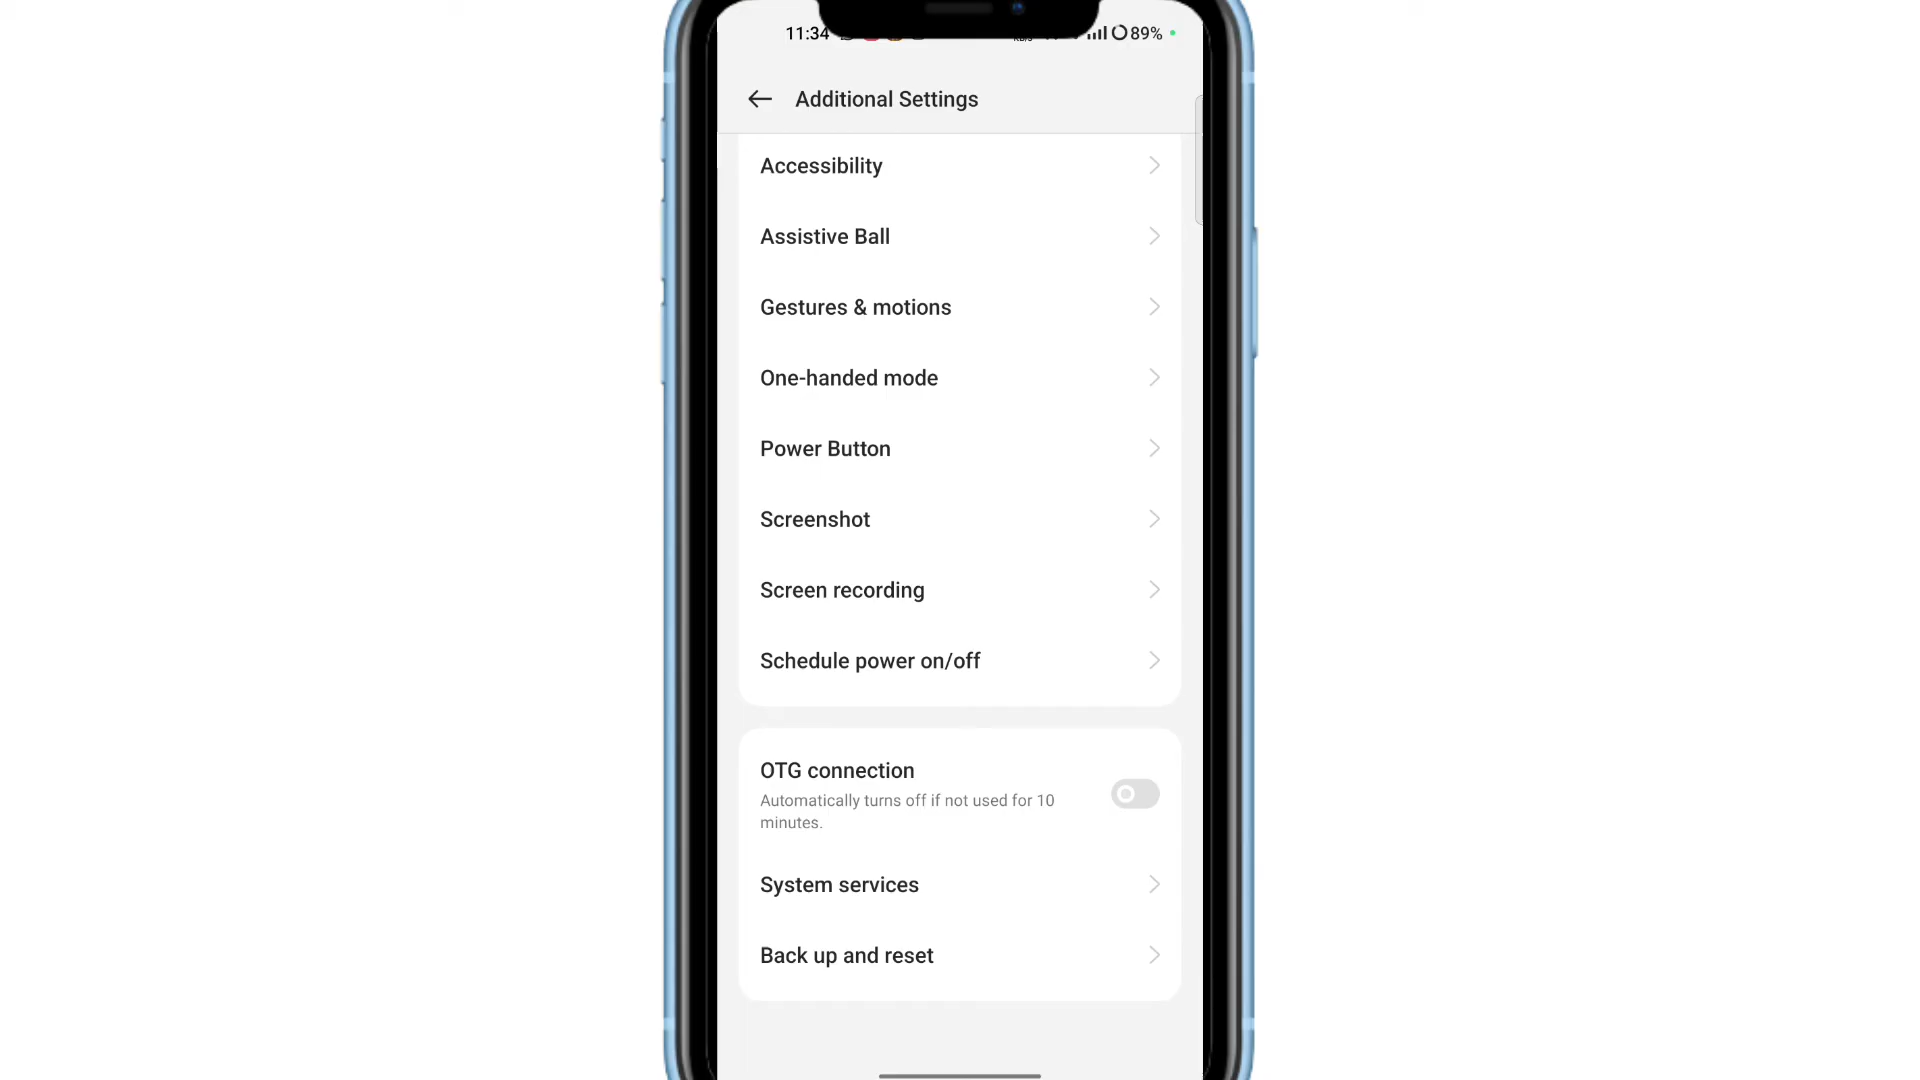 11:34
89%
Additional Settings
Accessibility
Assistive Ball
Gestures & motions
One-handed mode
Power Button
Screenshot
Screen recording
Schedule power on/off
OTG connection
Automatically turns off if not used for 10
minutes.
System services
Back up and reset